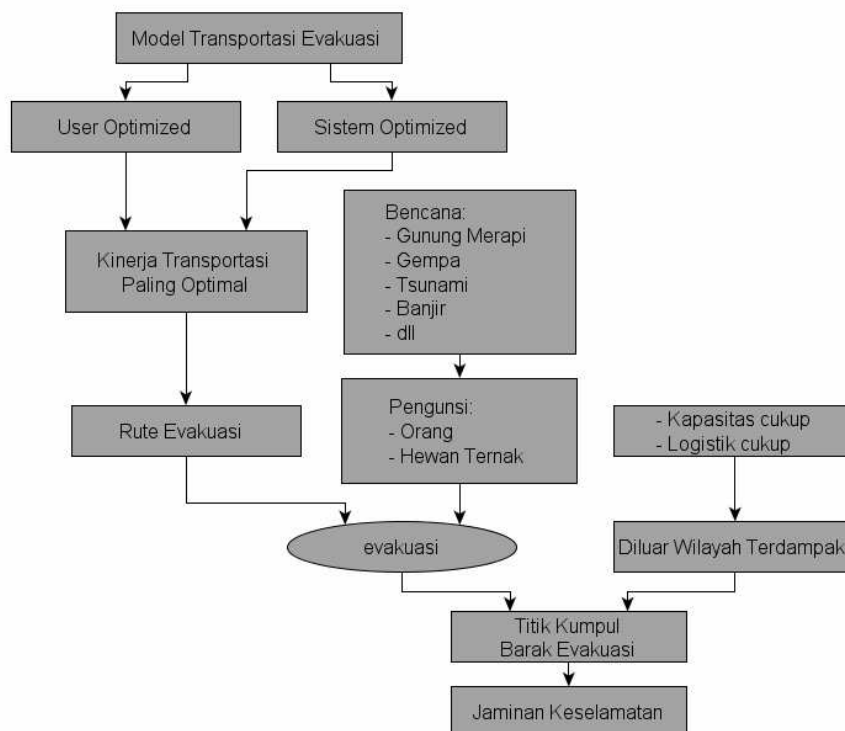 Model Transportasi Evakuasi
User Optimized
Sistem Optimized
Kinerja Transportasi
Paling Optimal
Bencana:
- Gunung Merapi
- Gempa
- Tsunami
- Banjir
- dll
Rute Evakuasi
Pengunsi:
- Orang
- Hewan Ternak
- Kapasitas cukup
- Logistik cukup
evakuasi
Diluar Wilayah Terdampak
Titik Kumpul
Barak Evakuasi
Jaminan Keselamatan